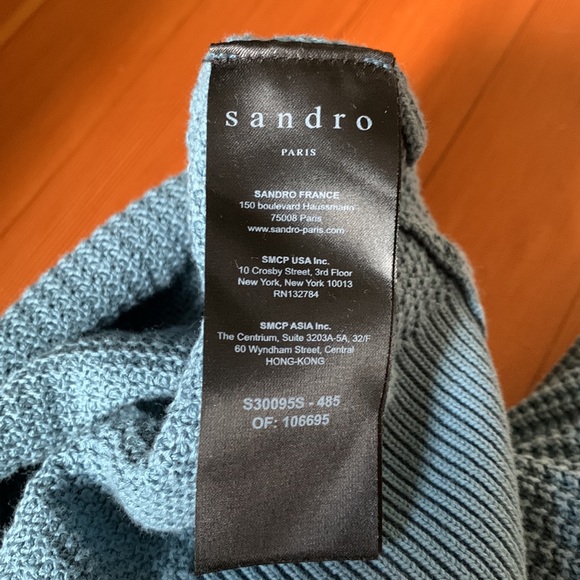 sandro
PARIS
SANDRO FRANCE
150 boulevard Haussmann
75008 Paris
www.sandro-paris.com
SMCP USA Inc.
10 Crosby Street, 3rd Floor
New York, New York 10013
RN132784
SMCP ASIA Inc.
The Centrium, Suite 3203A-5A, 32/F
60 Wyndham Street, Central
HONG-KONG
S30095S - 485
OF: 106695